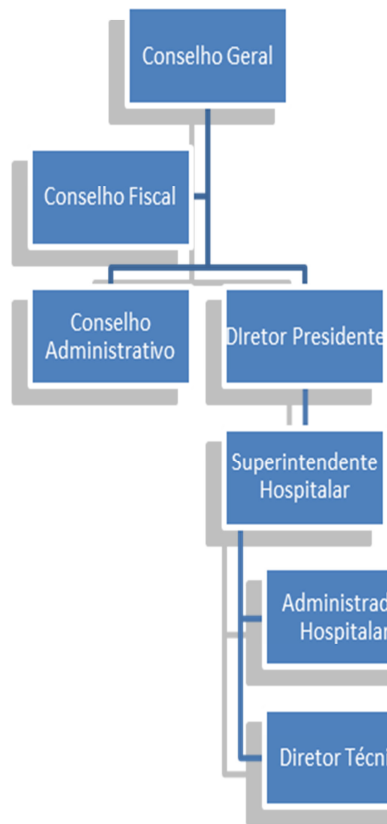 Conselho Geral
Conselho Fiscal
Conselho
Administrativo
DIretor Presidente
Superintendente
Hospitalar
Hospitalar
Diretor